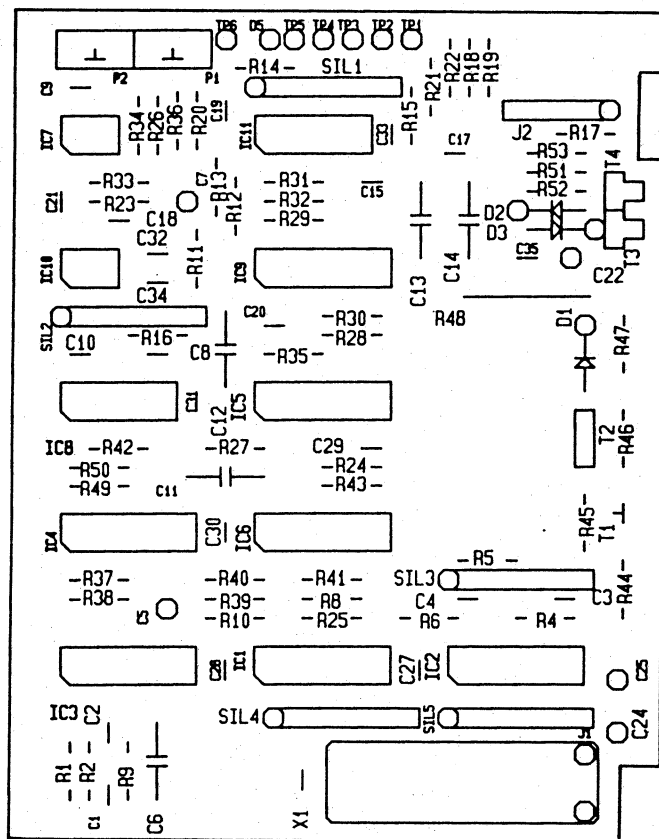 TP6 D5 TP5 TP4 TP3 TP2 TP1
P2 P1
R14 SIL1
R21 R22 R18 R19
C9
R34 R26 R36 R20
C19
R15
J2 R17
IC7 IC11 C33
C17
R53
R51
R52
T4
R33
R23
C21
C18
C7
R13
R12
R31
R32
R29
C15
D2
D3
T3
C32
R11
C35
C22
IC10 IC9
C13 C14
C34
SIL2
R16
C10
C20
C8
R30
R28
R35
R48
D1
R47
C31
C12
IC5
IC8 R42 R27 C29
T2
R46
R50
R49
C11
R24
R43
IC4 C30 IC6
R45
T1
R5
R37
R38
R40
R39
R10
R41
R8
R25
SIL3
C4 C3
R44
C5
R6 R4
C28 IC1 C27 IC2
C25
IC3 C2
SIL4 SIL5
J1
C24
R1 R2 R9
C1 C6 X1